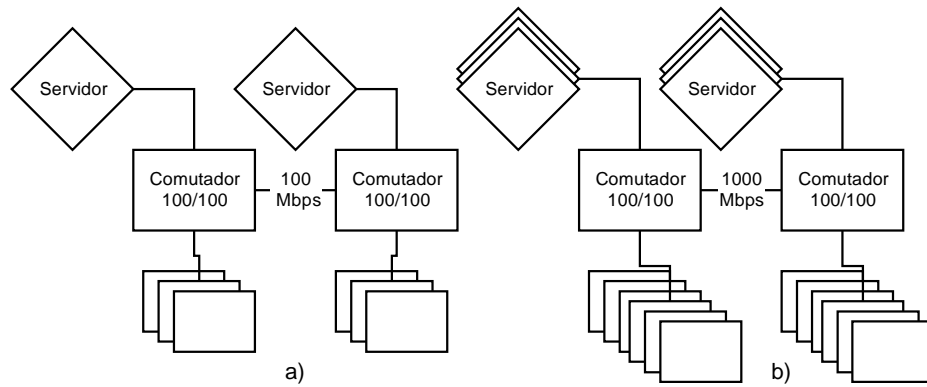 Servidor
Servidor
Servidor
Servidor
Comutador
100/100
100
Mbps
Comutador
100/100
Comutador
100/100
1000
Mbps
Comutador
100/100
a)
b)